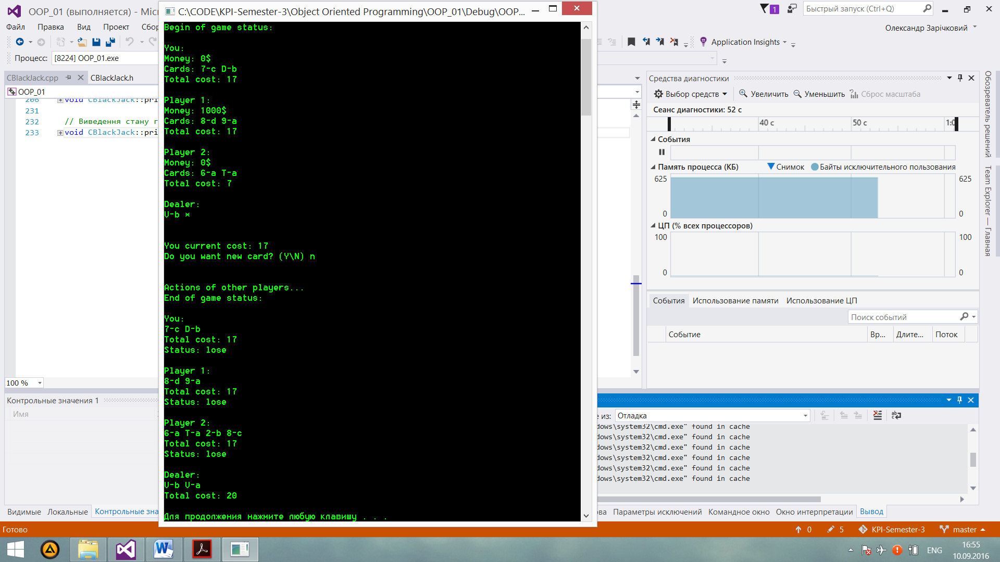 OOP_01 (выполняется) - Mic
C:\CODE\KPI-Semester-3\Object Oriented Programming\OOP_01\Debug\OOP...
1
Быстрый запуск (Ctrl+Q)
Файл Правка Вид Проект Сбор
Олександр Зарічковий
Application Insights
Процесс: [8224] OOP_01.exe
CBlackJack.cpp CBlackJack.h
OOP_01
206 void CBlackJack::pri
231
232 // Виведення стану г
233 void CBlackJack::pri
100 %
Контрольные значения 1
Имя
Видимые Локальные Контрольные зна
Begin of game status:
You:
Money: 0$
Cards: 7-c D-b
Total cost: 17
Player 1:
Money: 1000$
Cards: 8-d 9-a
Total cost: 17
Player 2:
Money: 0$
Cards: 6-a T-a
Total cost: 7
Dealer:
V-b *
You current cost: 17
Do you want new card? (Y\N) n
Actions of other players...
End of game status:
You:
7-c D-b
Total cost: 17
Status: lose
Player 1:
8-d 9-a
Total cost: 17
Status: lose
Player 2:
6-a T-a 2-b 8-c
Total cost: 17
Status: lose
Dealer:
V-b V-a
Total cost: 20
Для продолжения нажмите любую клавишу . . .
Средства диагностики
Выбор средств Увеличить Уменьшить Сброс масштаба
Сеанс диагностики: 52 с
40 с 50 с 1:0
События
Память процесса (КБ) Снимок Байты исключительного пользования
625 625
0 0
ЦП (% всех процессоров)
100 100
0 0
События Использование памяти Использование ЦП
Поиск событий
Событие Вр... Длите... Поток
Обозреватель решений
Team Explorer — Главная
е из: Отладка
dows\system32\cmd.exe" found in cache
dows\system32\cmd.exe" found in cache
dows\system32\cmd.exe" found in cache
dows\system32\cmd.exe" found in cache
dows\system32\cmd.exe" found in cache
dows\system32\cmd.exe" found in cache
ва Параметры исключений Командное окно Окно интерпретации Вывод
Готово
0 5 KPI-Semester-3 master
ENG
16:55
10.09.2016